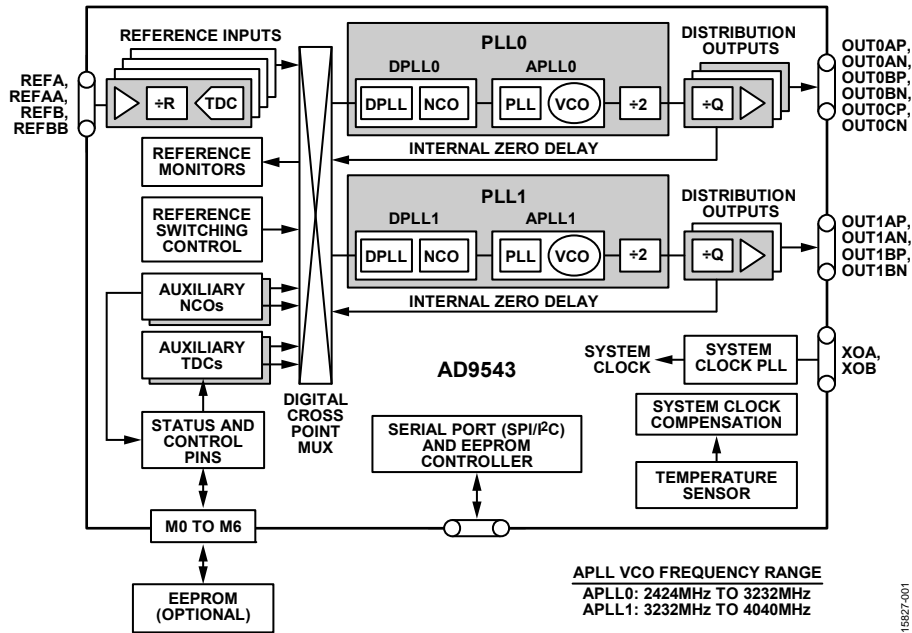 REFERENCE INPUTS
REFA,
REFAA,
REFB,
REFBB
÷R
TDC
REFERENCE
MONITORS
REFERENCE
SWITCHING
CONTROL
AUXILIARY
NCOs
AUXILIARY
TDCs
STATUS AND
CONTROL
PINS
M0 TO M6
EEPROM
(OPTIONAL)
DIGITAL
CROSS
POINT
MUX
PLL0
DPLL0
APLL0
DPLL
NCO
PLL
VCO
÷2
INTERNAL ZERO DELAY
DISTRIBUTION
OUTPUTS
÷Q
OUT0AP,
OUT0AN,
OUT0BP,
OUT0BN,
OUT0CP,
OUT0CN
PLL1
DPLL1
APLL1
DPLL
NCO
PLL
VCO
÷2
INTERNAL ZERO DELAY
DISTRIBUTION
OUTPUTS
÷Q
OUT1AP,
OUT1AN,
OUT1BP,
OUT1BN
AD9543
SYSTEM
CLOCK
SYSTEM
CLOCK PLL
XOA,
XOB
SYSTEM CLOCK
COMPENSATION
TEMPERATURE
SENSOR
SERIAL PORT (SPI/I²C)
AND EEPROM
CONTROLLER
APLL VCO FREQUENCY RANGE
APLL0: 2424MHz TO 3232MHz
APLL1: 3232MHz TO 4040MHz
15827-001